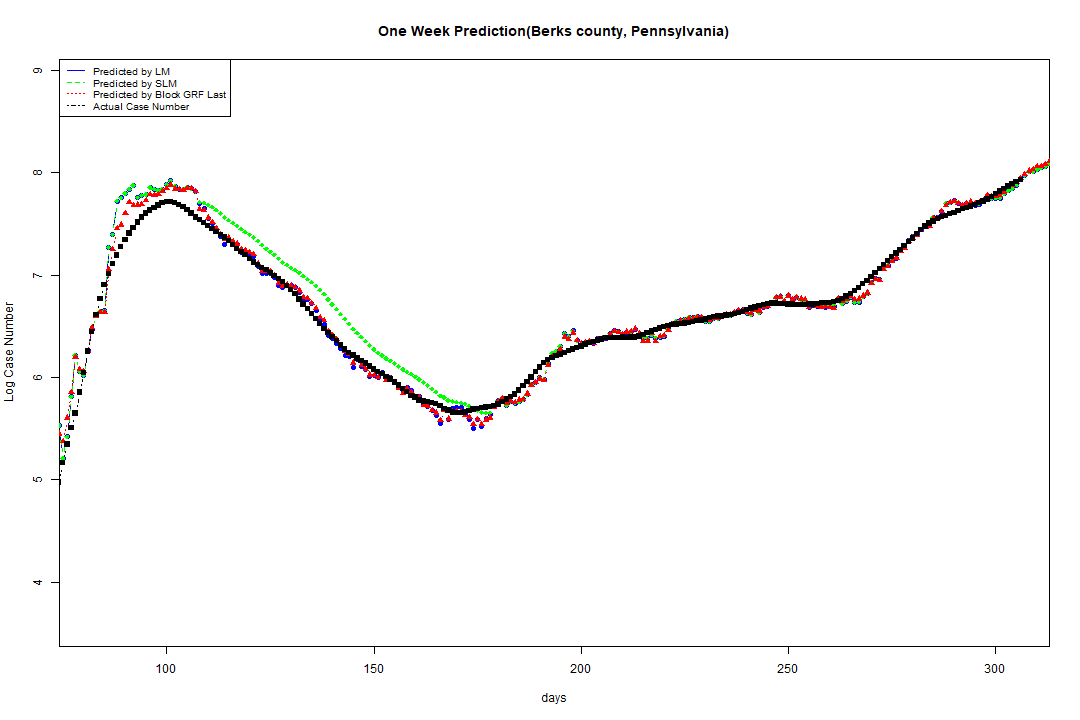 One Week Prediction(Berks county, Pennsylvania)
Predicted by LM
Predicted by SLM
Predicted by Block GRF Last
Actual Case Number
9
8
7
6
5
4
Log Case Number
100 150 200 250 300
days